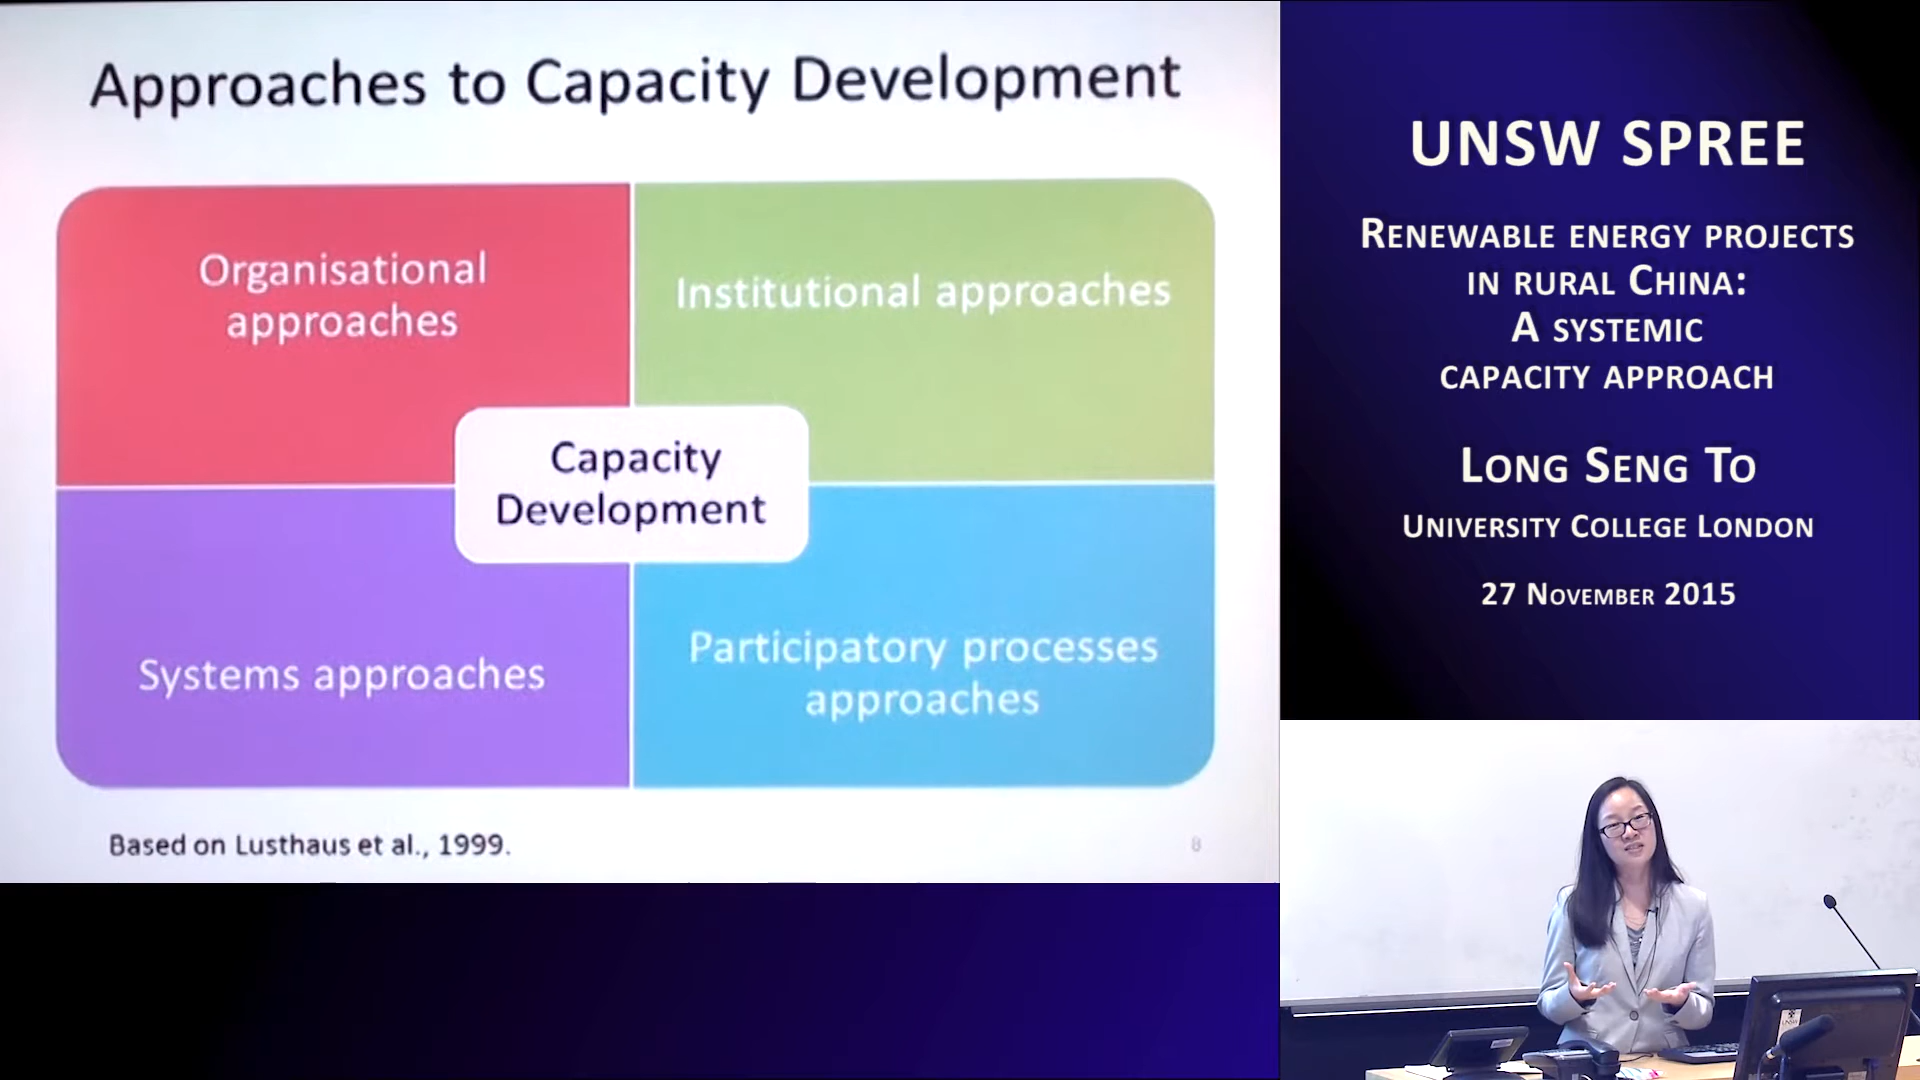 Approaches to Capacity Development
Organisational
approaches
Institutional approaches
Capacity
Development
Systems approaches
Participatory processes
approaches
Based on Lusthaus et al., 1999.
8
UNSW SPREE
RENEWABLE ENERGY PROJECTS
IN RURAL CHINA:
A SYSTEMIC
CAPACITY APPROACH
LONG SENG TO
UNIVERSITY COLLEGE LONDON
27 NOVEMBER 2015
UNSW